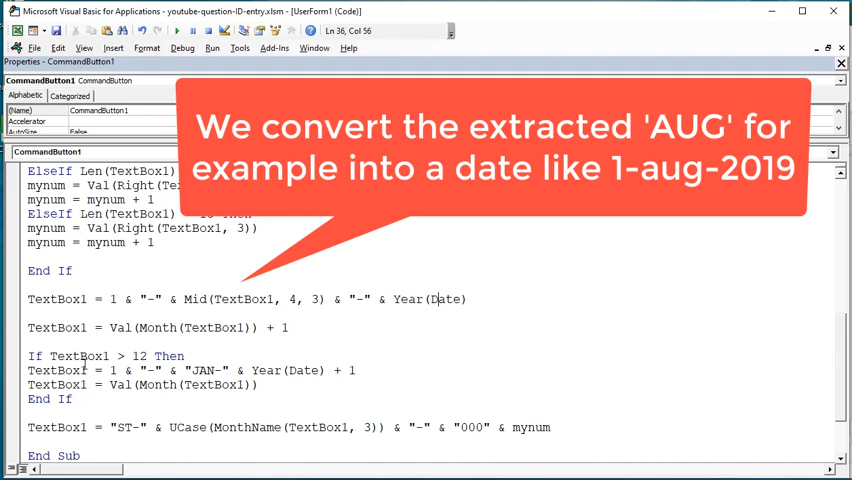 Microsoft Visual Basic for Applications - youtube-question-ID-entry.xlsm - [UserForm1 (Code)]
File Edit View Insert Format Debug Run Tools Add-Ins Window Help
Ln 36, Col 56
Properties - CommandButton1
CommandButton1 CommandButton
Alphabetic Categorized
(Name) CommandButton1
Accelerator
AutoSize False
We convert the extracted 'AUG' for
example into a date like 1-aug-2019
CommandButton1
ElseIf Len(TextBox1)
mynum = Val(Right(Te
mynum = mynum + 1
ElseIf Len(TextBox1)
mynum = Val(Right(TextBox1, 3))
mynum = mynum + 1
End If
TextBox1 = 1 & "-" & Mid(TextBox1, 4, 3) & "-" & Year(Date)
TextBox1 = Val(Month(TextBox1)) + 1
If TextBox1 > 12 Then
TextBox1 = 1 & "-" & "JAN-" & Year(Date) + 1
TextBox1 = Val(Month(TextBox1))
End If
TextBox1 = "ST-" & UCase(MonthName(TextBox1, 3)) & "-" & "000" & mynum
End Sub